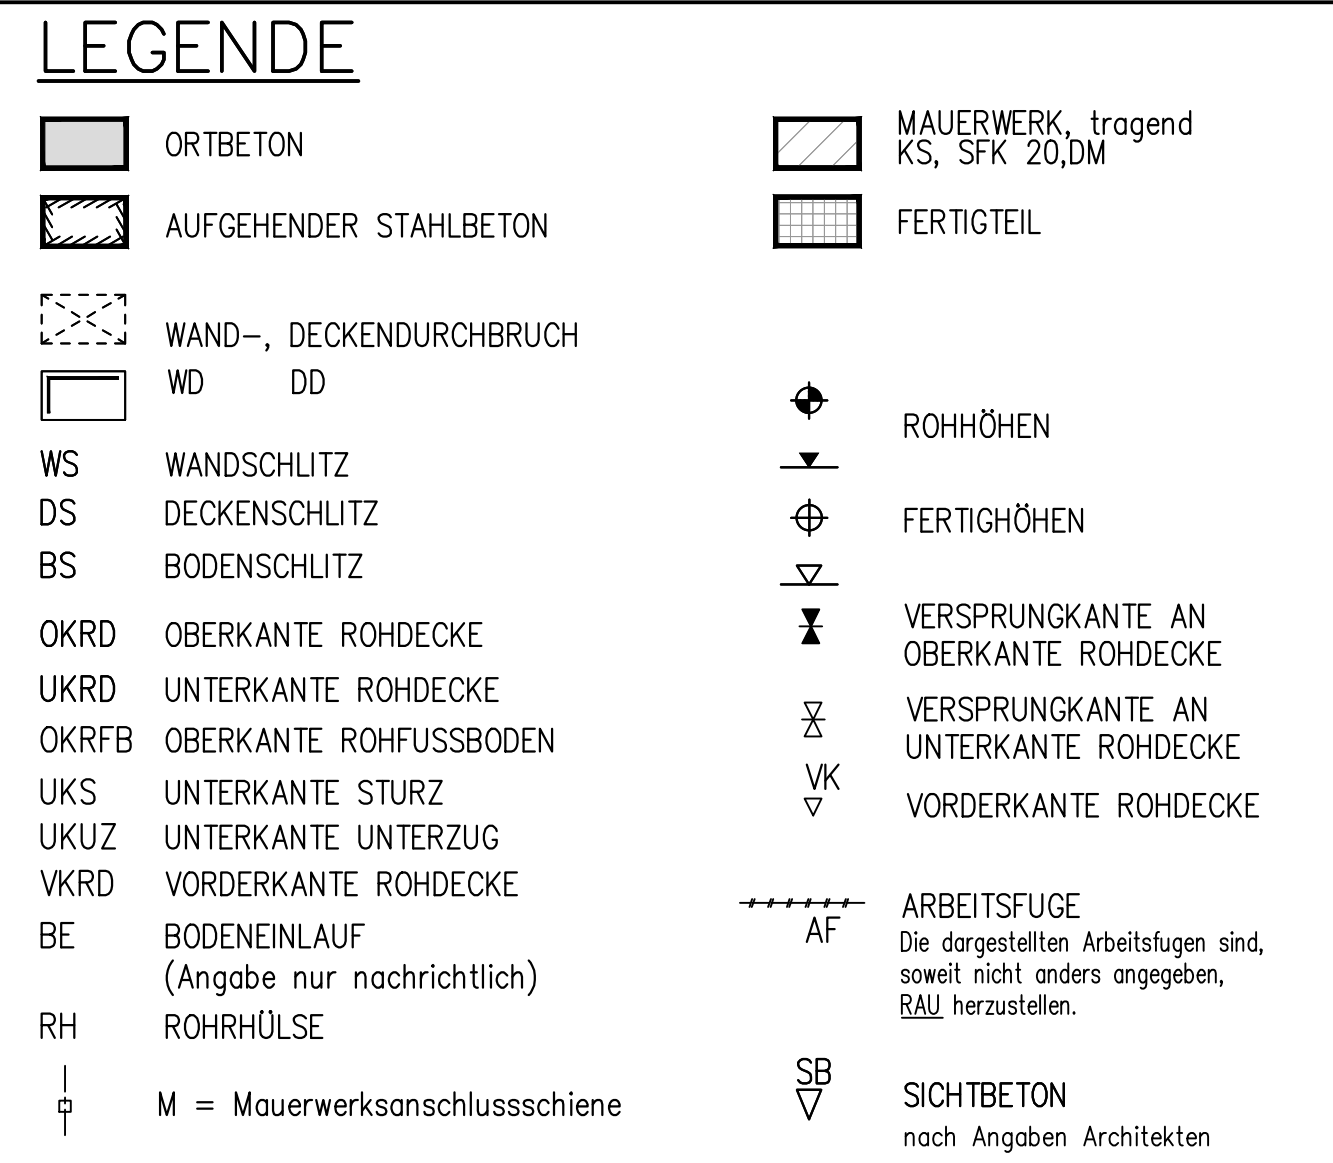 LEGENDE
ORTBETON
AUFGEHENDER STAHLBETON
WAND-, DECKENDURCHBRUCH
WD DD
WS WANDSCHLITZ
DS DECKENSCHLITZ
BS BODENSCHLITZ
OKRD OBERKANTE ROHDECKE
UKRD UNTERKANTE ROHDECKE
OKRFB OBERKANTE ROHFUSSBODEN
UKS UNTERKANTE STURZ
UKUZ UNTERKANTE UNTERZUG
VKRD VORDERKANTE ROHDECKE
BE BODENEINLAUF
(Angabe nur nachrichtlich)
RH ROHRHÜLSE
M = Mauerwerksanschlussschiene
MAUERWERK, tragend
KS, SFK 20,DM
FERTIGTEIL
ROHHÖHEN
FERTIGHÖHEN
VERSPRUNGKANTE AN
OBERKANTE ROHDECKE
VERSPRUNGKANTE AN
UNTERKANTE ROHDECKE
VK
VORDERKANTE ROHDECKE
ARBEITSFUGE
AF
Die dargestellten Arbeitsfugen sind,
soweit nicht anders angegeben,
RAU herzustellen.
SB
SICHTBETON
nach Angaben Architekten